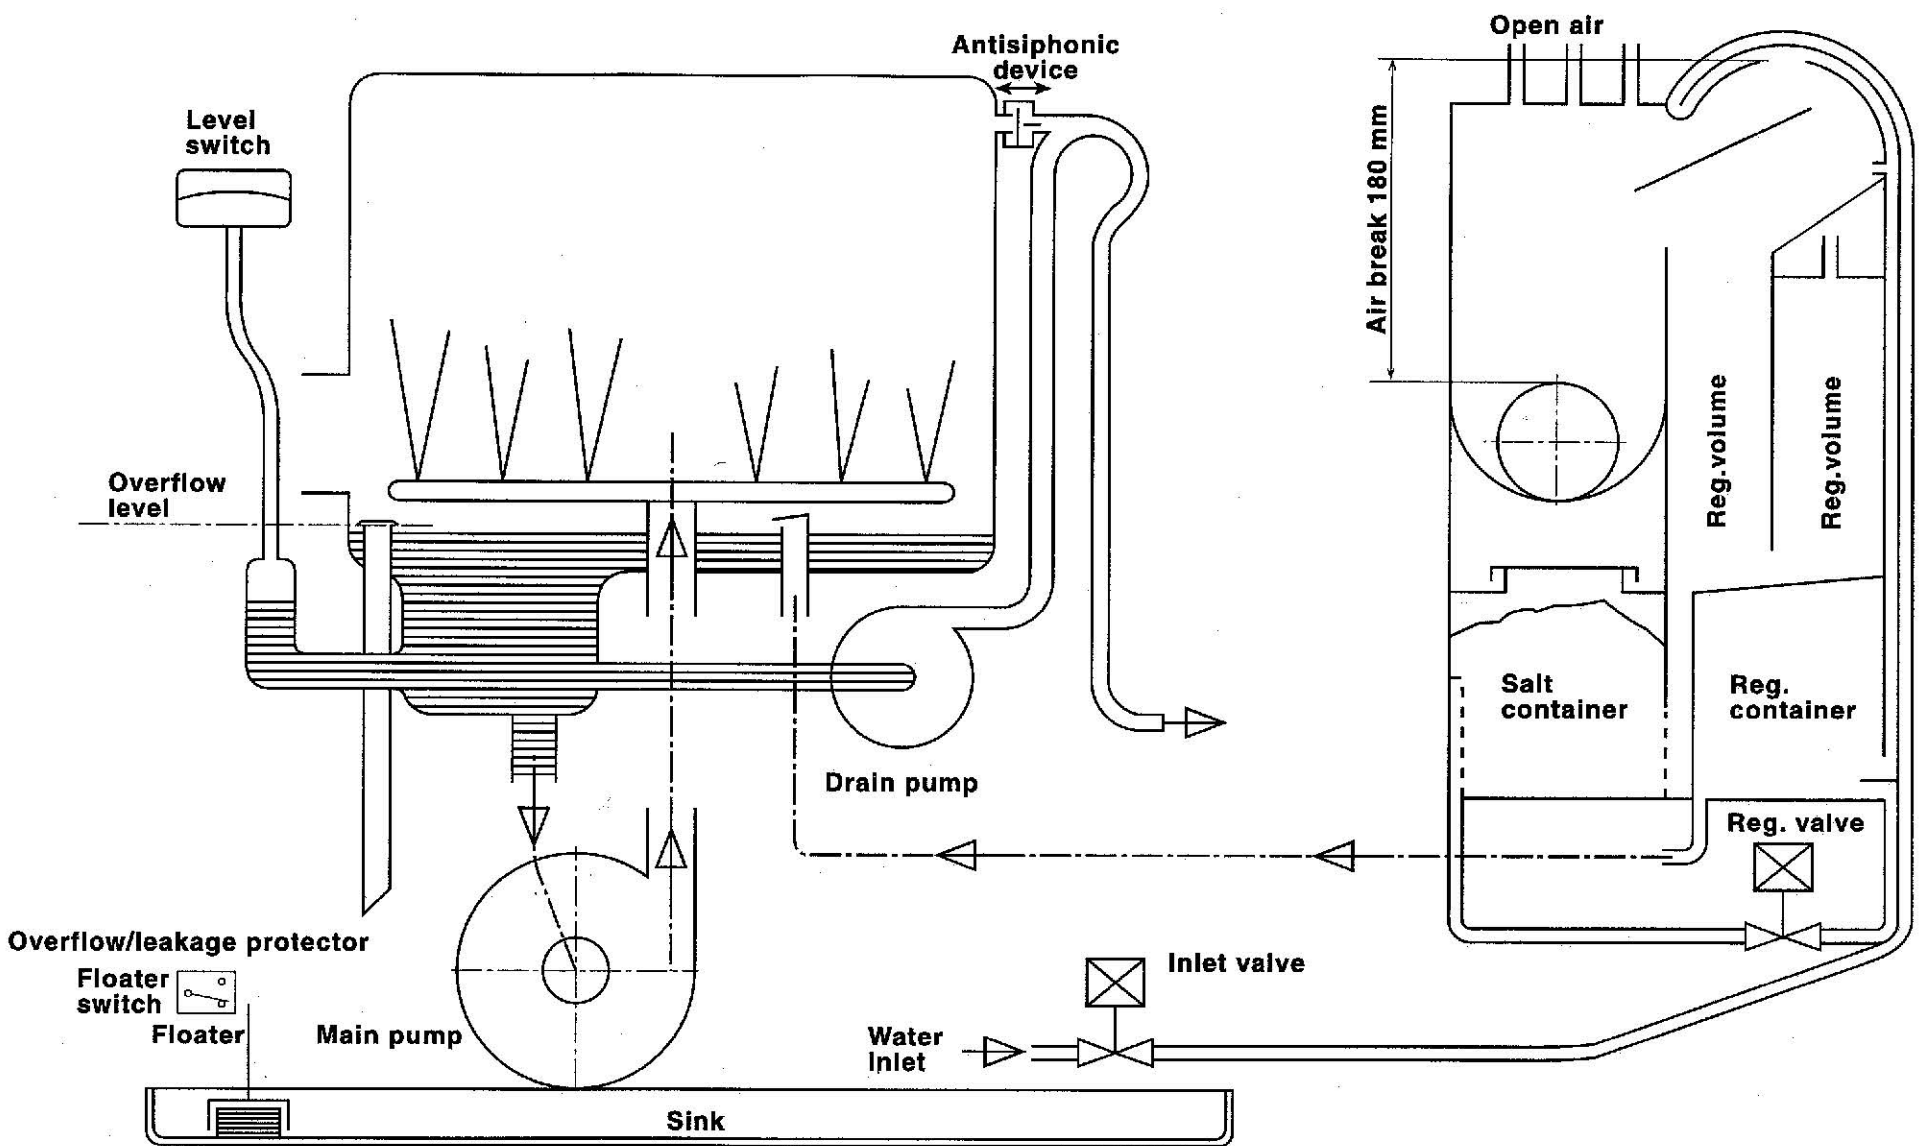 Open air
Antisiphonic
device
Level
switch
Air break 180 mm
Reg.volume
Reg.volume
Overflow
level
Salt
container
Reg.
container
Drain pump
Reg. valve
Overflow/leakage protector
Floater
switch
Floater
Main pump
Inlet valve
Water
Inlet
Sink